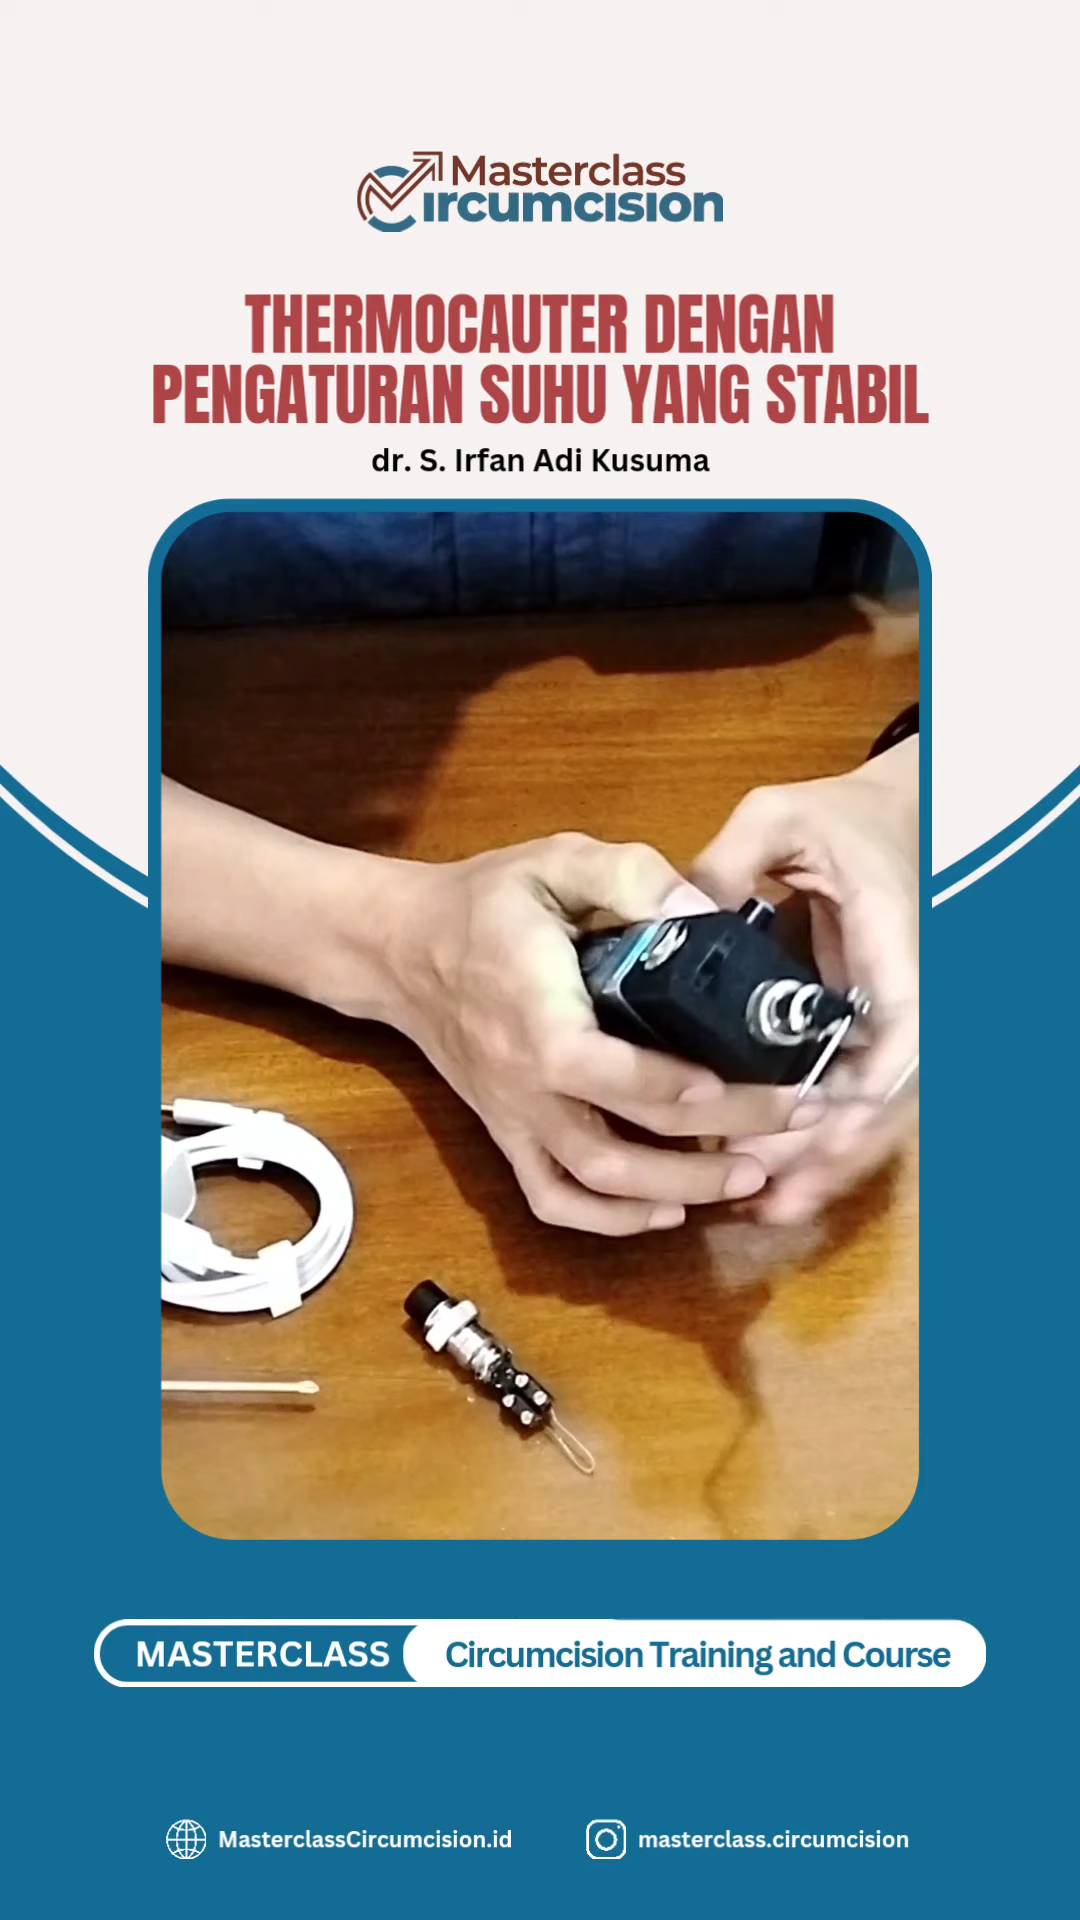 Masterclass
Circumcision
THERMOCAUTER DENGAN
PENGATURAN SUHU YANG STABIL
dr. S. Irfan Adi Kusuma
MASTERCLASS Circumcision Training and Course
MasterclassCircumcision.id masterclass.circumcision